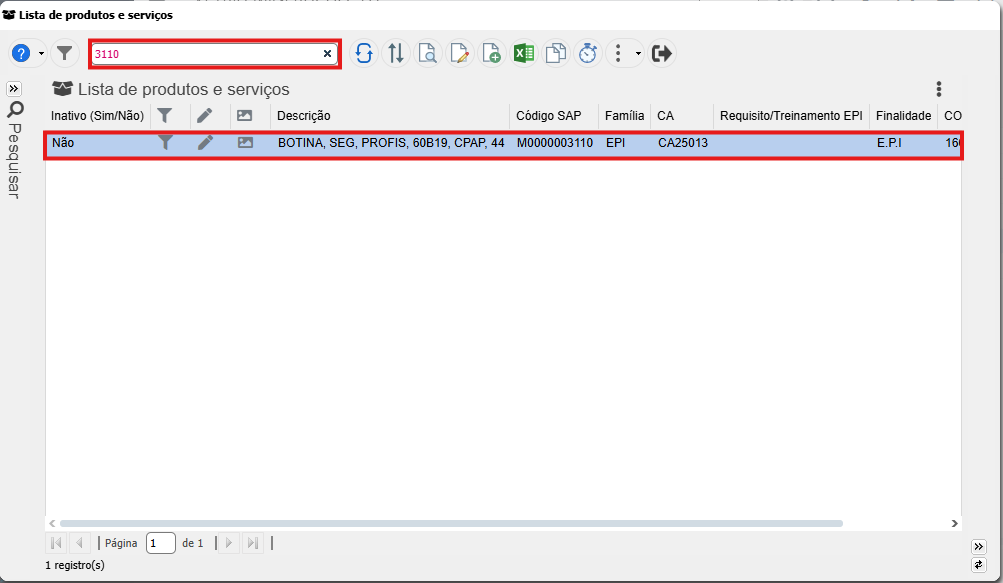 Lista de produtos e serviços
3110
Lista de produtos e serviços
Inativo (Sim/Não) Descrição Código SAP Família CA Requisito/Treinamento EPI Finalidade CO
Não BOTINA, SEG, PROFIS, 60B19, CPAP, 44 M0000003110 EPI CA25013 E.P.I
Pesquisar
Página 1 de 1
1 registro(s)